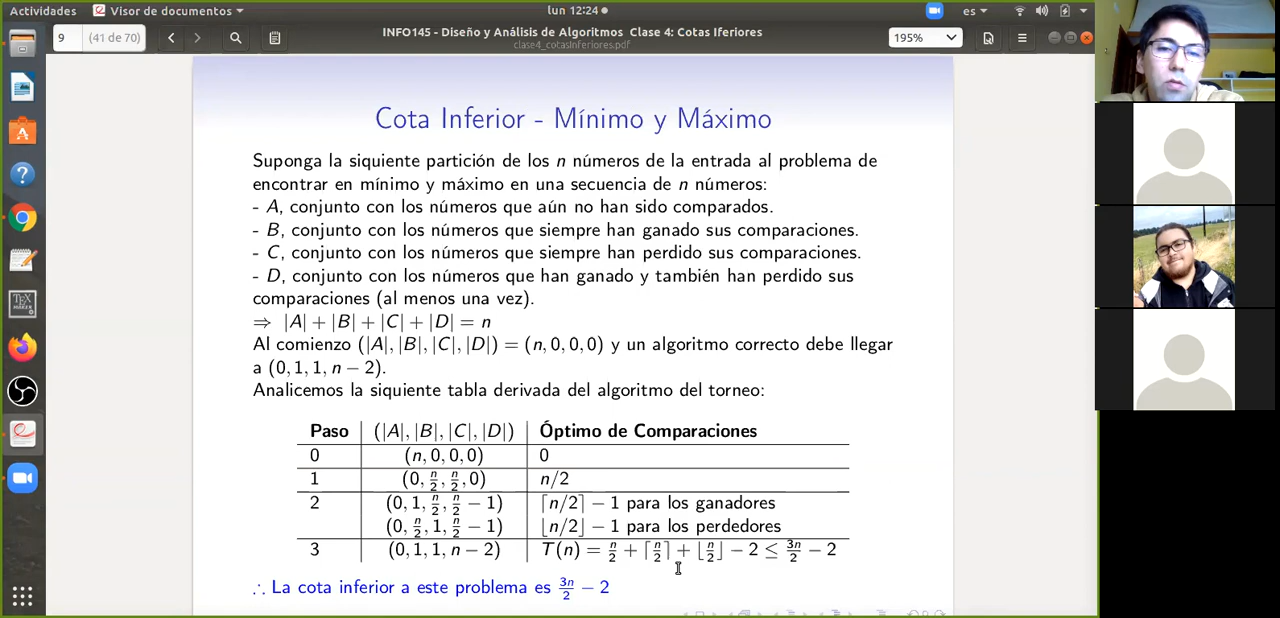 Actividades
Visor de documentos
lun 12:24
es
9 (41 de 70)
INFO145 - Diseño y Análisis de Algoritmos Clase 4: Cotas Iferiores
clase4_cotasInferiores.pdf
195%
Cota Inferior - Mínimo y Máximo
Suponga la siquiente partición de los n números de la entrada al problema de
encontrar en mínimo y máximo en una secuencia de n números:
- A, conjunto con los números que aún no han sido comparados.
- B, conjunto con los números que siempre han ganado sus comparaciones.
- C, conjunto con los números que siempre han perdido sus comparaciones.
- D, conjunto con los números que han ganado y también han perdido sus
comparaciones (al menos una vez).
⇒ |A| + |B| + |C| + |D| = n
Al comienzo (|A|, |B|, |C|, |D|) = (n, 0, 0, 0) y un algoritmo correcto debe llegar
a (0, 1, 1, n − 2).
Analicemos la siquiente tabla derivada del algoritmo del torneo:
Paso (|A|, |B|, |C|, |D|) Óptimo de Comparaciones
0 (n, 0, 0, 0) 0
1 (0, n/2, n/2, 0) n/2
2 (0, 1, n/2, n/2 − 1) ⌈n/2⌉ − 1 para los ganadores
(0, n/2, 1, n/2 − 1) ⌊n/2⌋ − 1 para los perdedores
3 (0, 1, 1, n − 2) T(n) = n/2 + ⌈n/2⌉ + ⌊n/2⌋ − 2 ≤ 3n/2 − 2
∴ La cota inferior a este problema es 3n/2 − 2